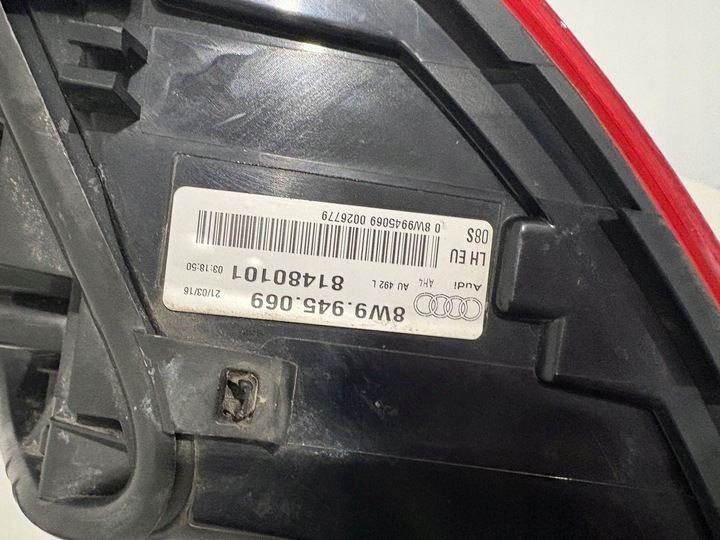 8W9.945.069
21/03/16
AU 492 L
AHL
Audi
81480101
03:18:50
LH EU
08S
0 8W9945069 0026779